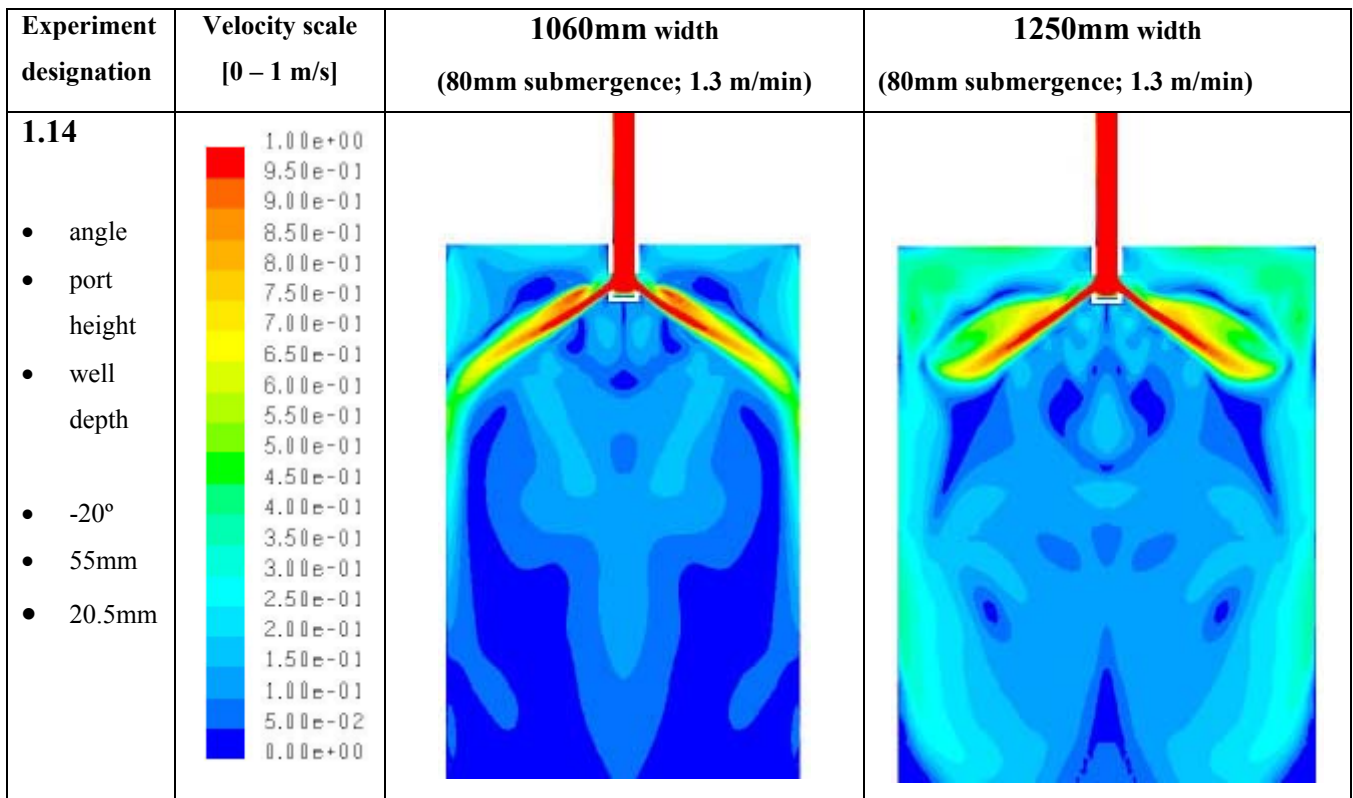 Experiment
designation
Velocity scale
[0 – 1 m/s]
1060mm width
(80mm submergence; 1.3 m/min)
1250mm width
(80mm submergence; 1.3 m/min)
1.14
• angle
• port
height
• well
depth
• -20º
• 55mm
• 20.5mm
1.00e+00
9.50e-01
9.00e-01
8.50e-01
8.00e-01
7.50e-01
7.00e-01
6.50e-01
6.00e-01
5.50e-01
5.00e-01
4.50e-01
4.00e-01
3.50e-01
3.00e-01
2.50e-01
2.00e-01
1.50e-01
1.00e-01
5.00e-02
0.00e+00